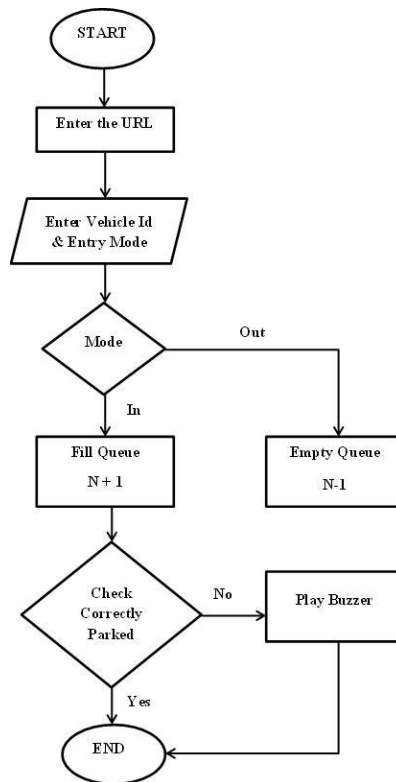 START
Enter the URL
Enter Vehicle Id
& Entry Mode
Mode
Out
In
Fill Queue
N + 1
Empty Queue
N-1
Check
Correctly
Parked
No
Play Buzzer
Yes
END